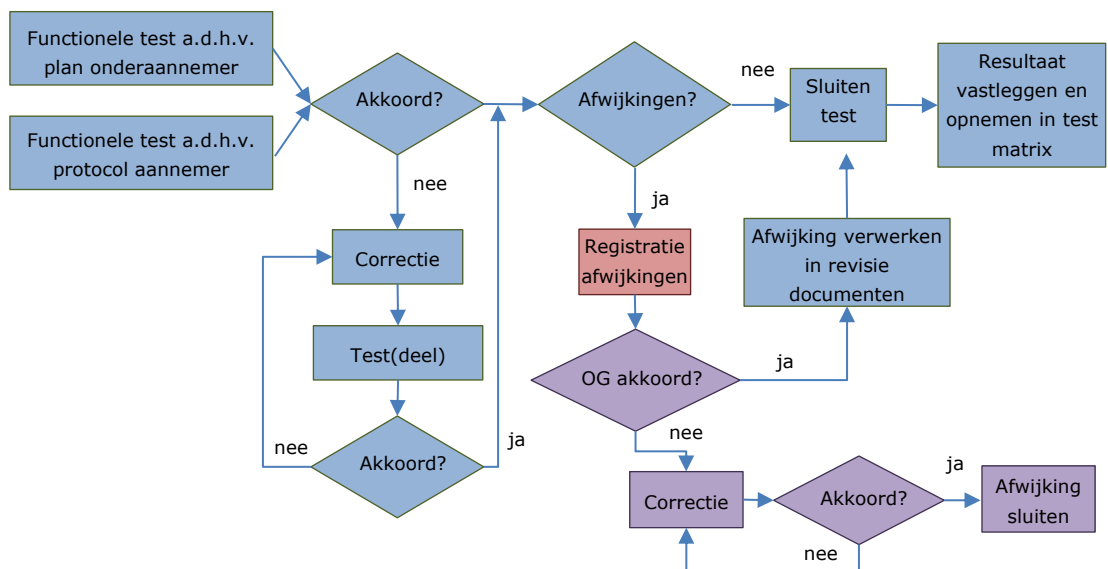 Functionele test a.d.h.v.
plan onderaannemer
Functionele test a.d.h.v.
protocol aannemer
Akkoord?
Afwijkingen?
nee
Sluiten
test
Resultaat
vastleggen en
opnemen in test
matrix
nee
ja
Correctie
Registratie
afwijkingen
Afwijking verwerken
in revisie
documenten
Test(deel)
OG akkoord?
ja
nee
Akkoord?
ja
nee
Correctie
Akkoord?
ja
Afwijking
sluiten
nee